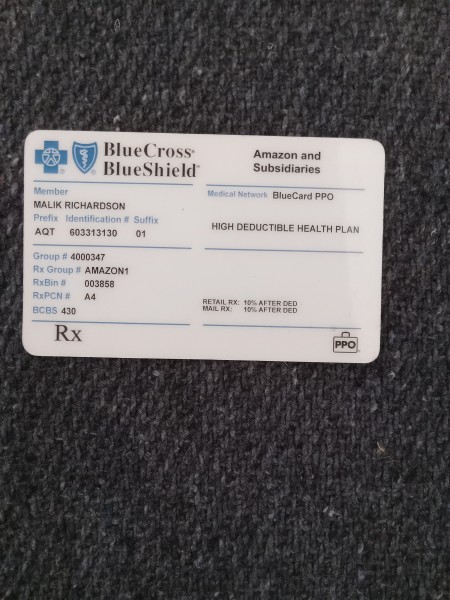 BlueCross®
BlueShield
Amazon and
Subsidiaries
Member
MALIK RICHARDSON
Prefix Identification # Suffix
AQT 603313130 01
Medical Network BlueCard PPO
HIGH DEDUCTIBLE HEALTH PLAN
Group # 4000347
Rx Group # AMAZON1
RxBin # 003858
RxPCN # A4
BCBS 430
RETAIL RX: 10% AFTER DED
MAIL RX: 10% AFTER DED
Rx
PPO